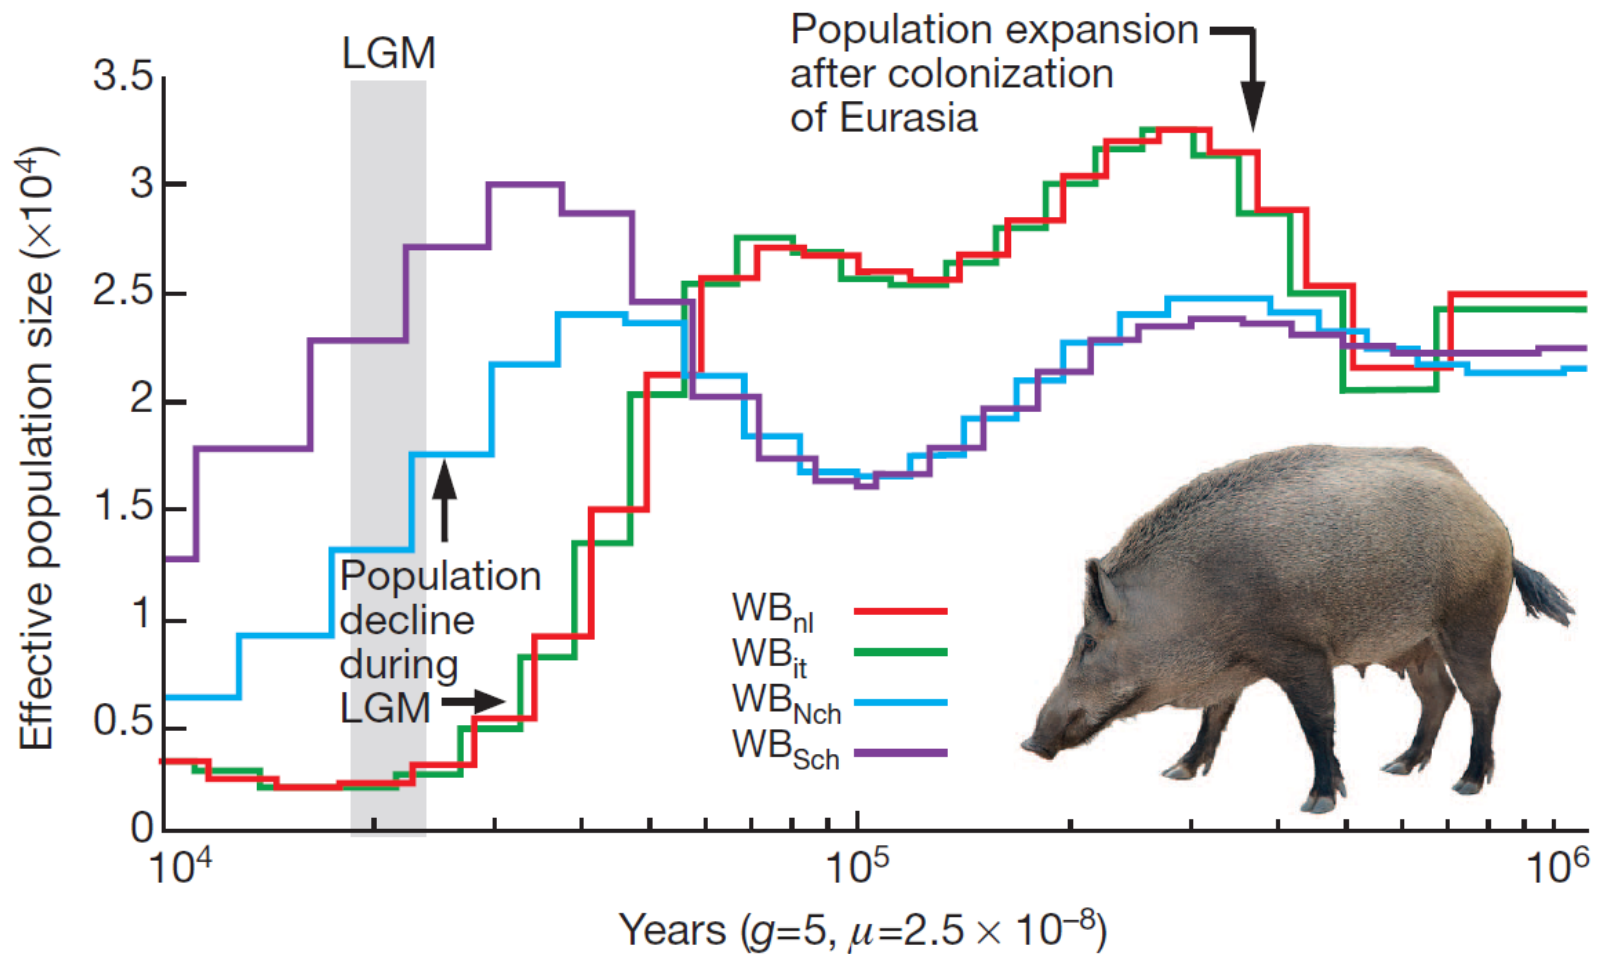 LGM
Population expansion
after colonization
of Eurasia
Effective population size (×10⁴)
3.5
3
2.5
2
1.5
1
0.5
0
Population
decline
during
LGM
WBnl
WBit
WBNch
WBSch
10⁴
10⁵
10⁶
Years (g=5, μ=2.5 × 10⁻⁸)